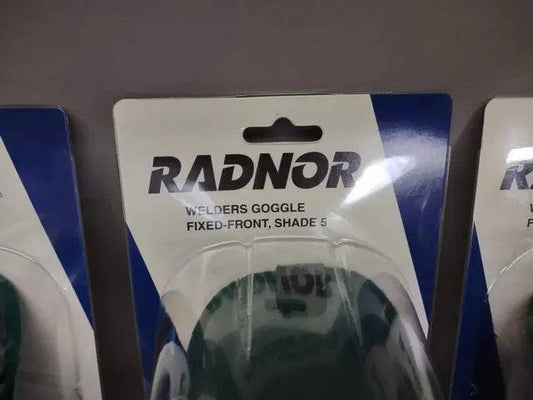 RADNOR
WELDERS GOGGLE
FIXED-FRONT, SHADE 5